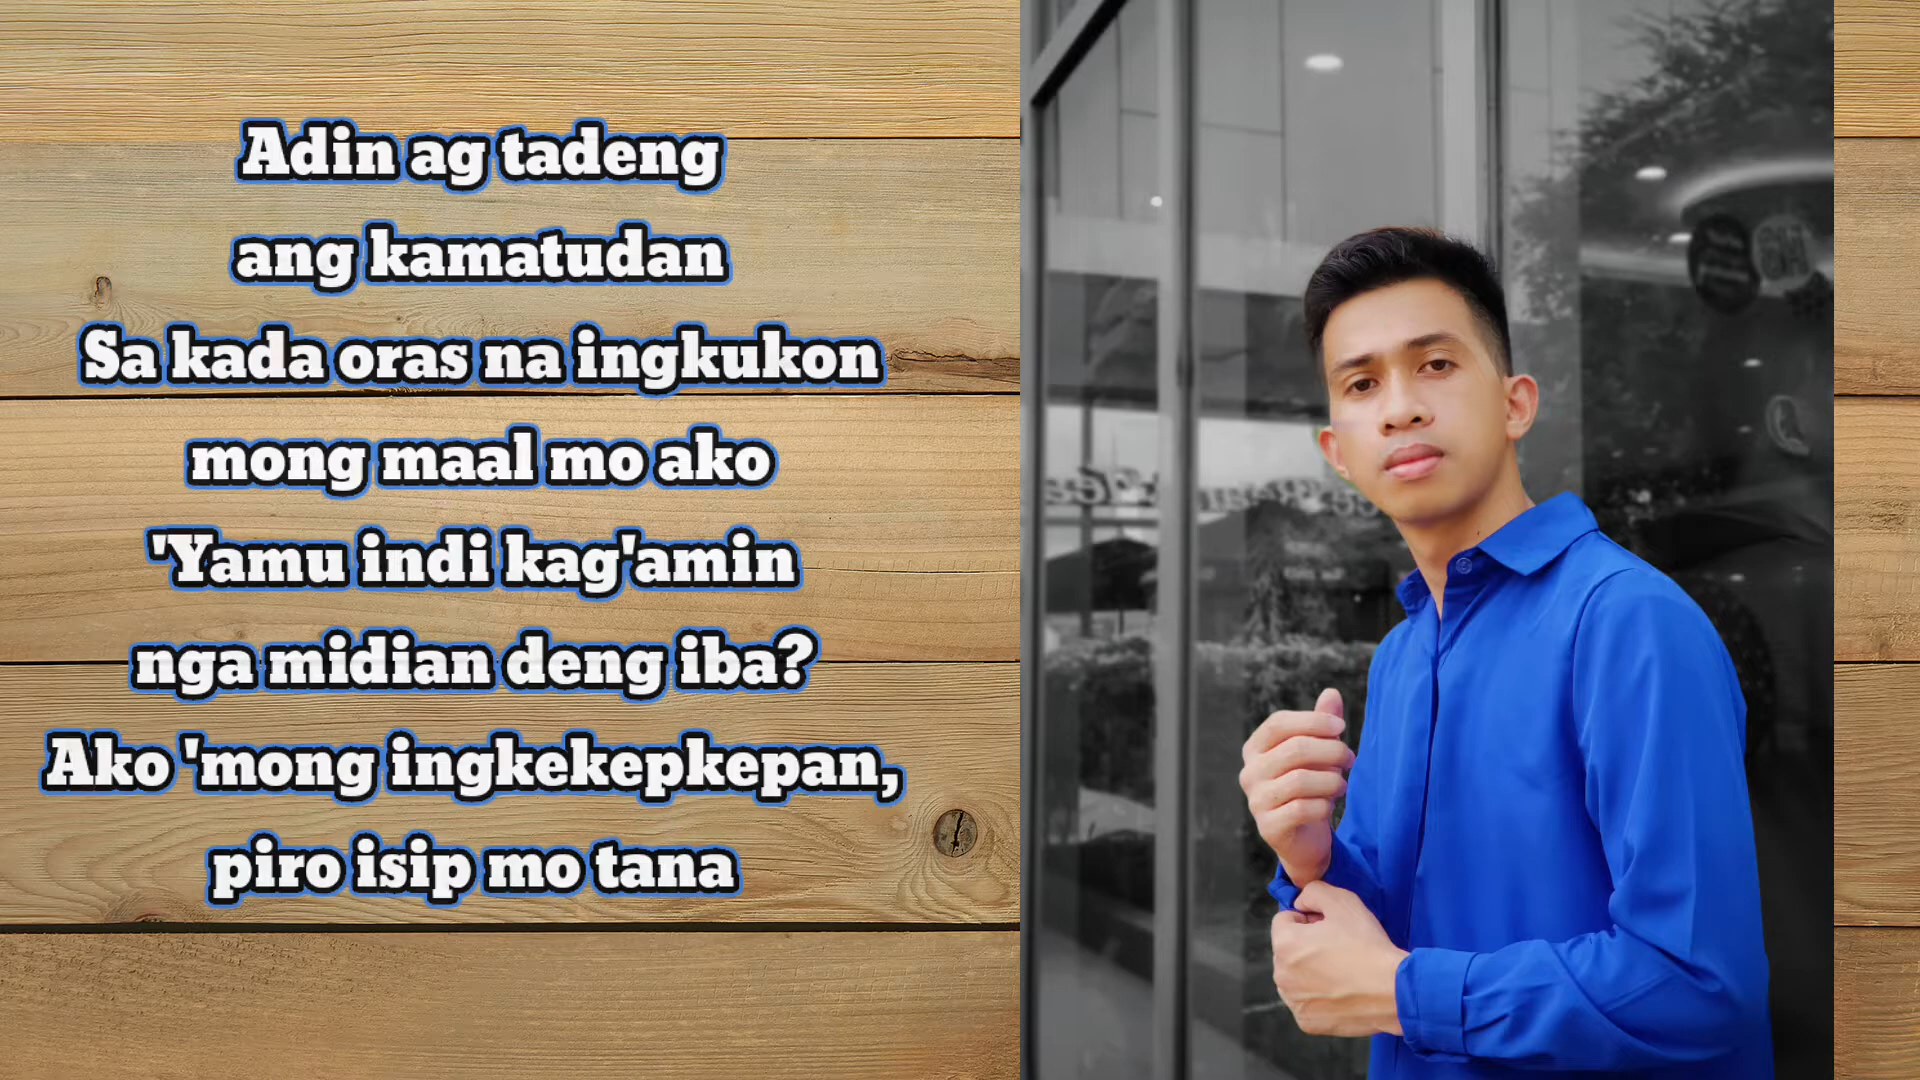 Adin ag tadeng
ang kamatudan
Sa kada oras na ingkukon
mong maal mo ako
'Yamu indi kag'amin
nga midian deng iba?
Ako 'mong ingkekepkepan,
piro isip mo tana